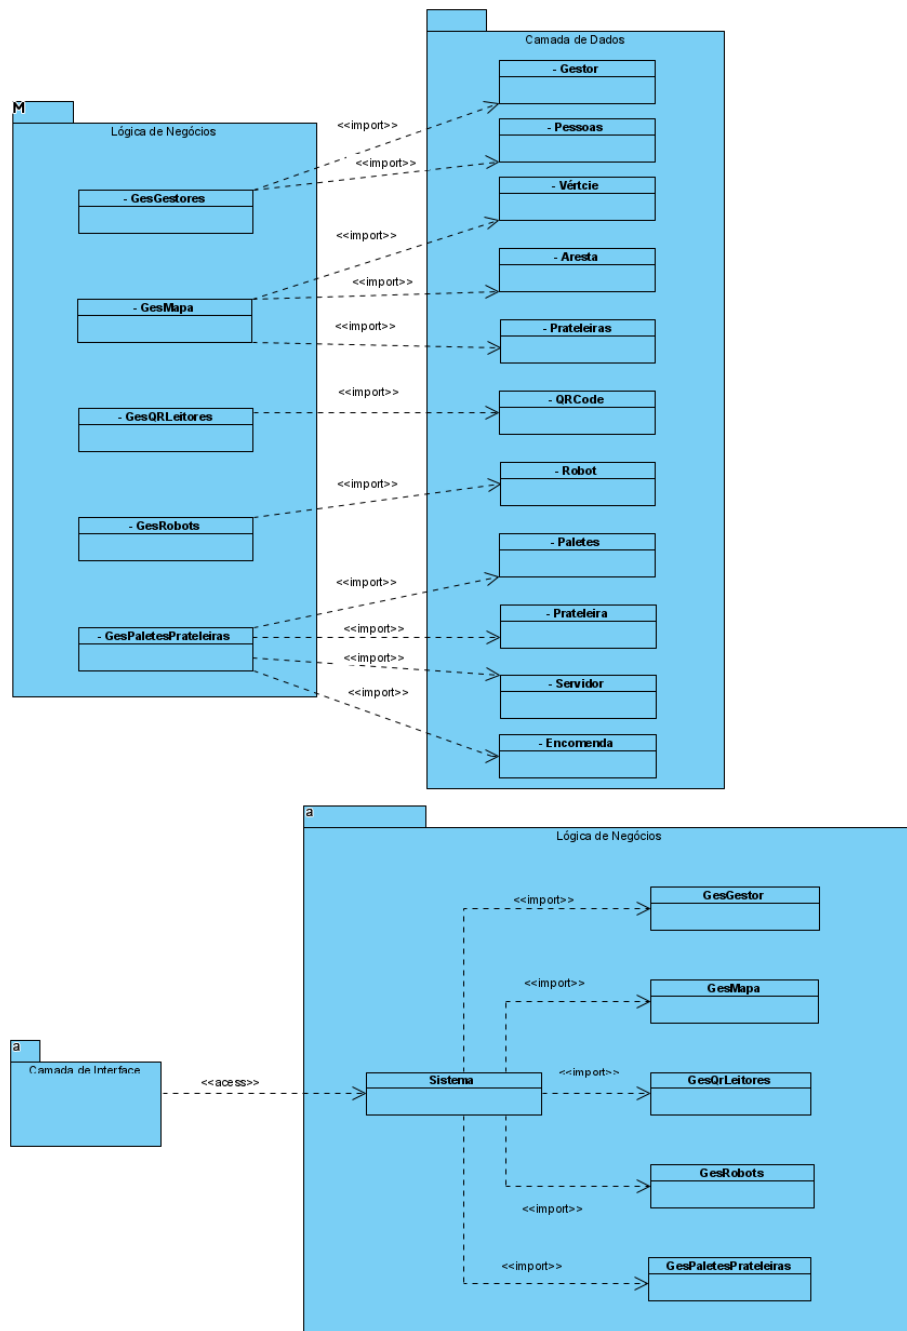 Camada de Dados
- Gestor
M
Lógica de Negócios
<<import>>
- Pessoas
<<import>>
- Vértcie
- GesGestores
<<import>>
- Aresta
<<import>>
- GesMapa
<<import>>
- Prateleiras
<<import>>
- QRCode
- GesQRLeitores
- Robot
<<import>>
- GesRobots
- Paletes
<<import>>
- Prateleira
- GesPaletesPrateleiras
<<import>>
- Servidor
<<import>>
- Encomenda
a
Lógica de Negócios
GesGestor
<<import>>
<<import>>
GesMapa
a
Camada de Interface
<<acess>>
Sistema
<<import>>
GesQrLeitores
GesRobots
<<import>>
<<import>>
GesPaletesPrateleiras